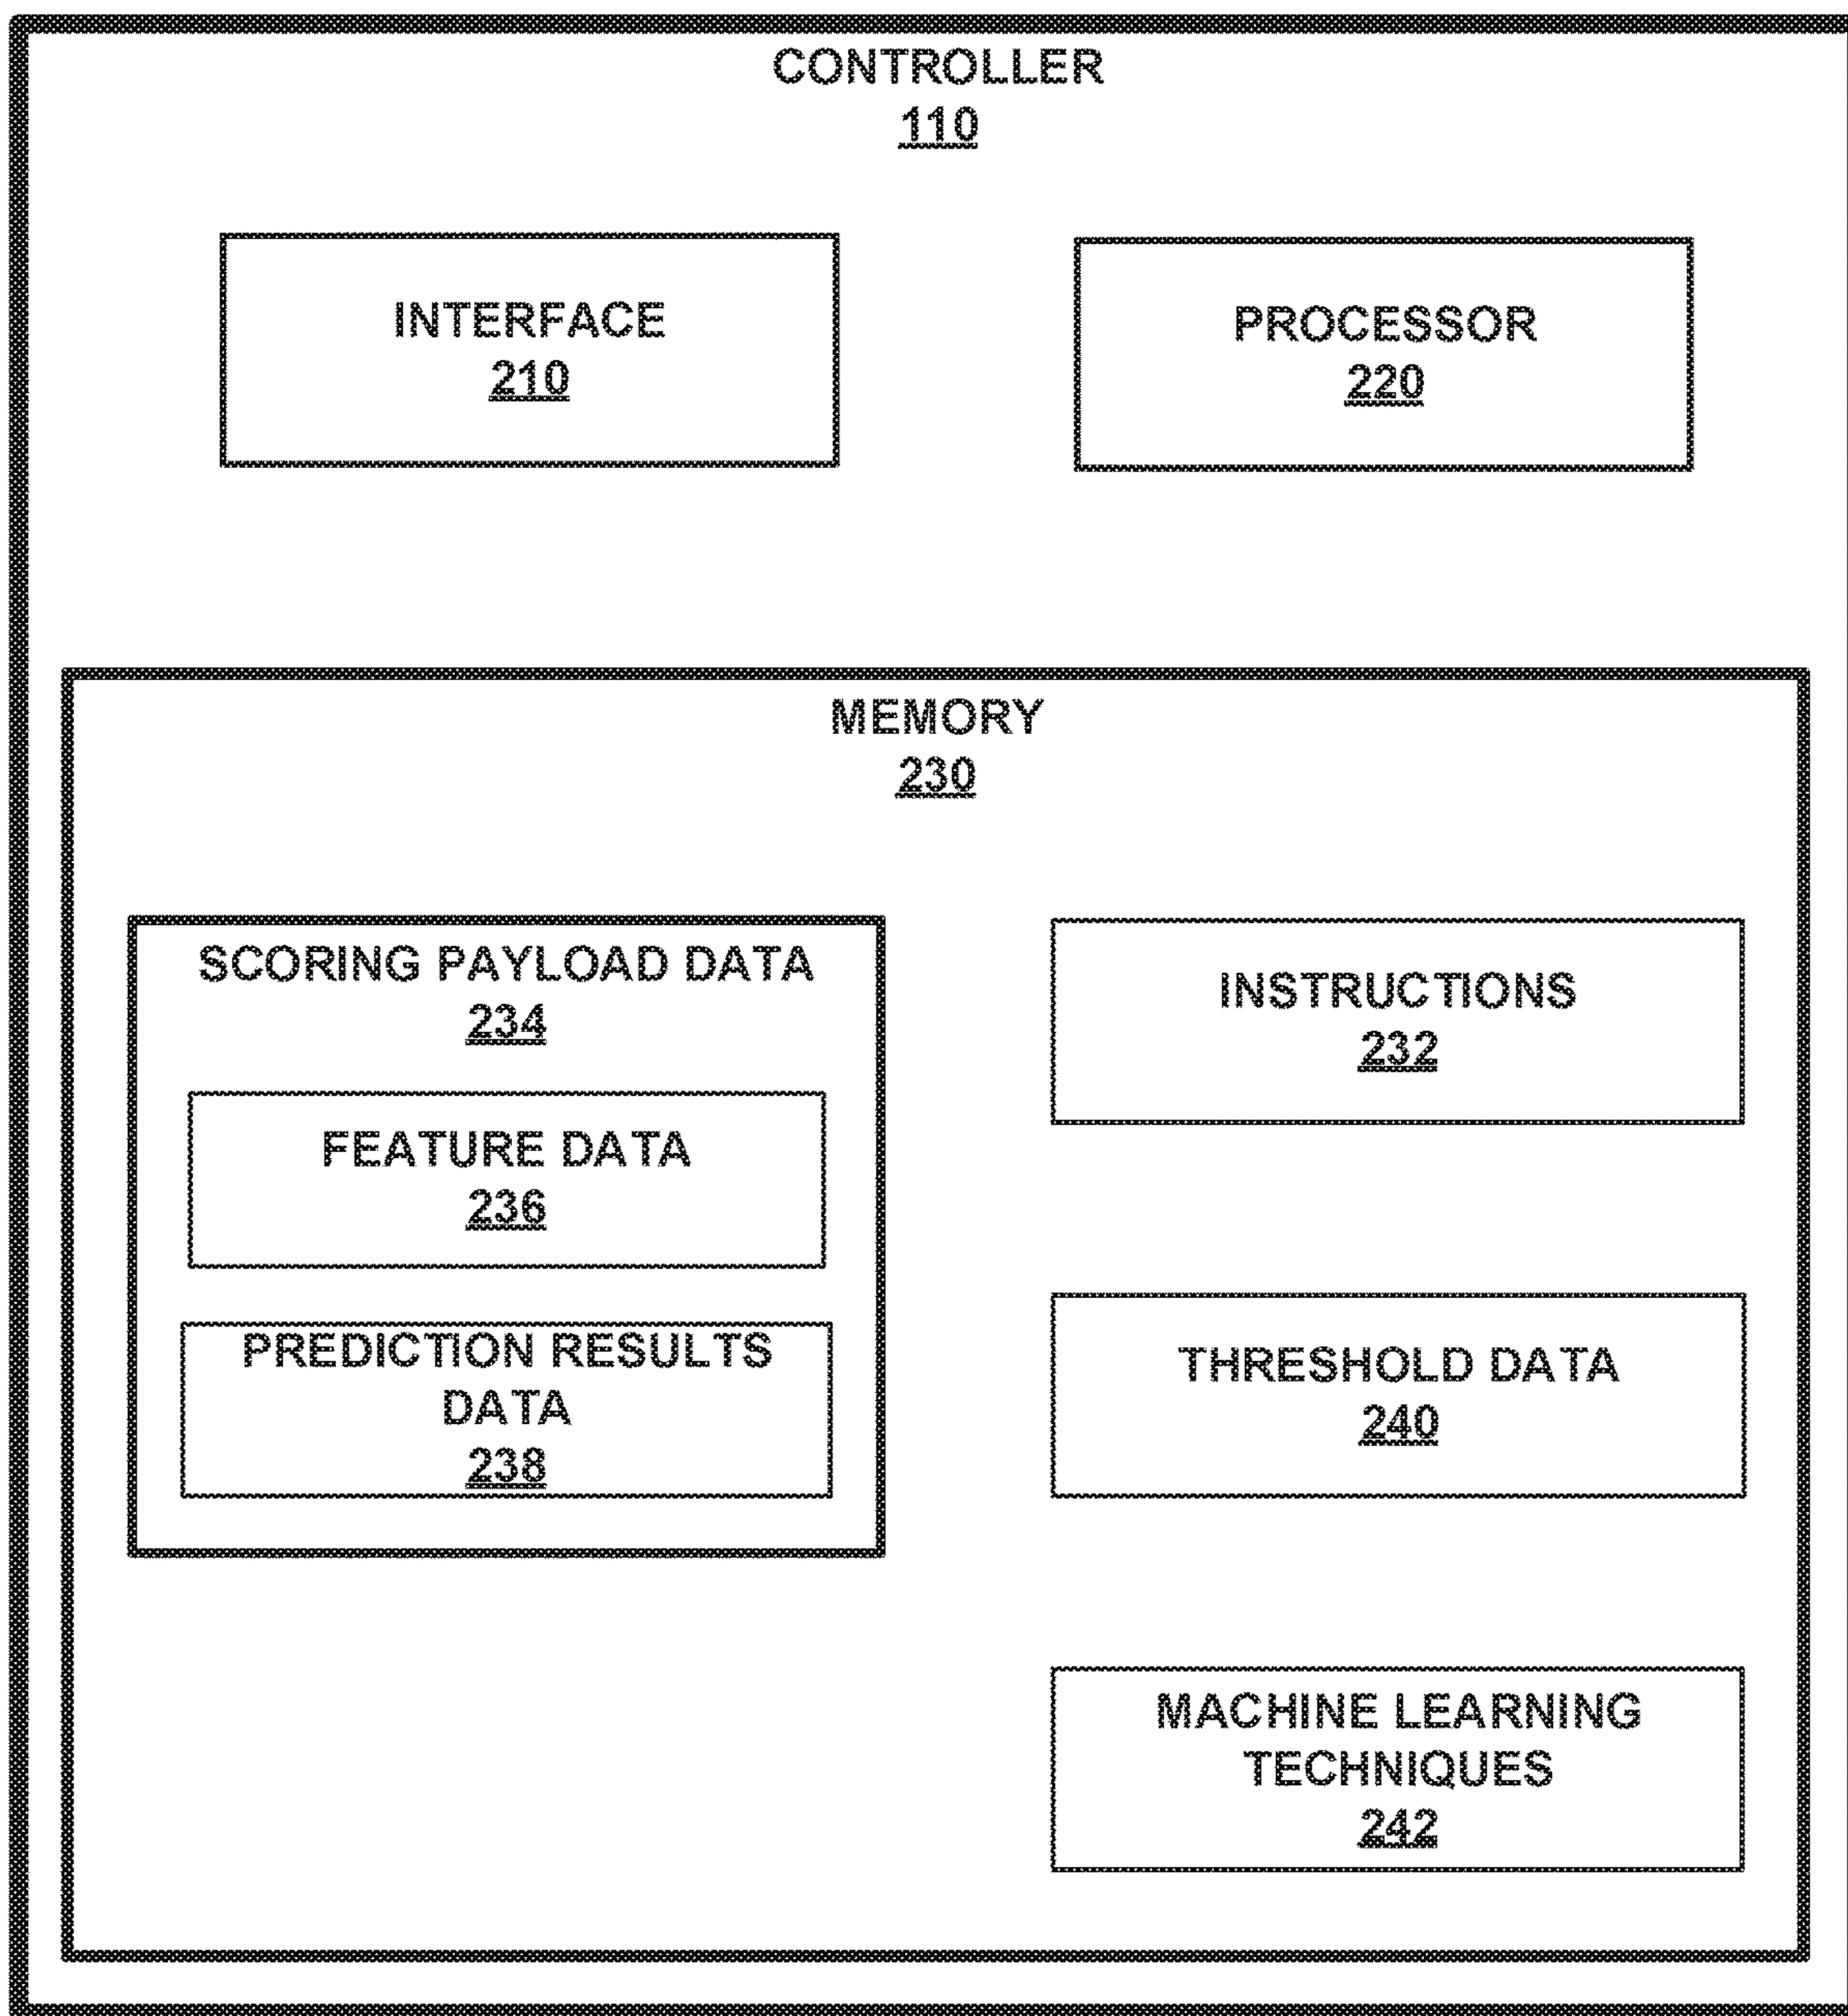 CONTROLLER
110
INTERFACE
210
PROCESSOR
220
MEMORY
230
SCORING PAYLOAD DATA
234
FEATURE DATA
236
PREDICTION RESULTS
DATA
238
INSTRUCTIONS
232
THRESHOLD DATA
240
MACHINE LEARNING
TECHNIQUES
242